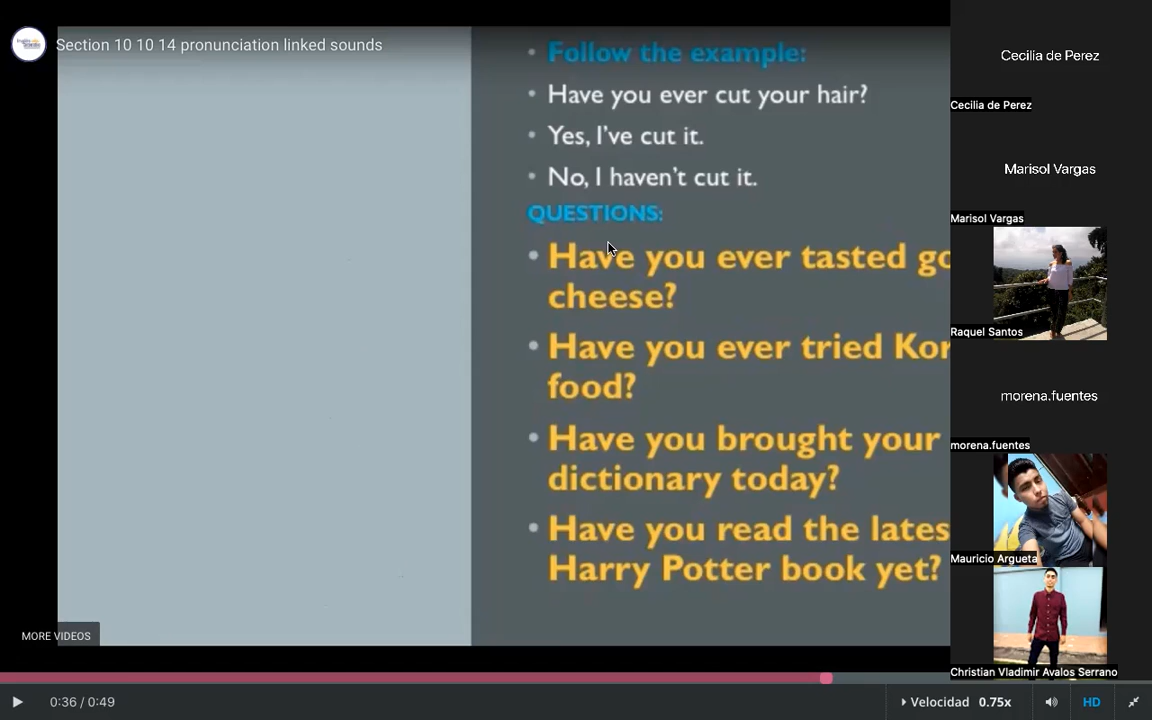 Section 10 10 14 pronunciation linked sounds
Follow the example:
Have you ever cut your hair?
Yes, I've cut it.
No, I haven't cut it.
QUESTIONS:
Have you ever tasted go
cheese?
Have you ever tried Kor
food?
Have you brought your
dictionary today?
Have you read the lates
Harry Potter book yet?
MORE VIDEOS
0:36 / 0:49
Velocidad 0.75x
HD
Cecilia de Perez
Cecilia de Perez
Marisol Vargas
Marisol Vargas
Raquel Santos
morena.fuentes
morena.fuentes
Mauricio Argueta
Christian Vladimir Avalos Serrano